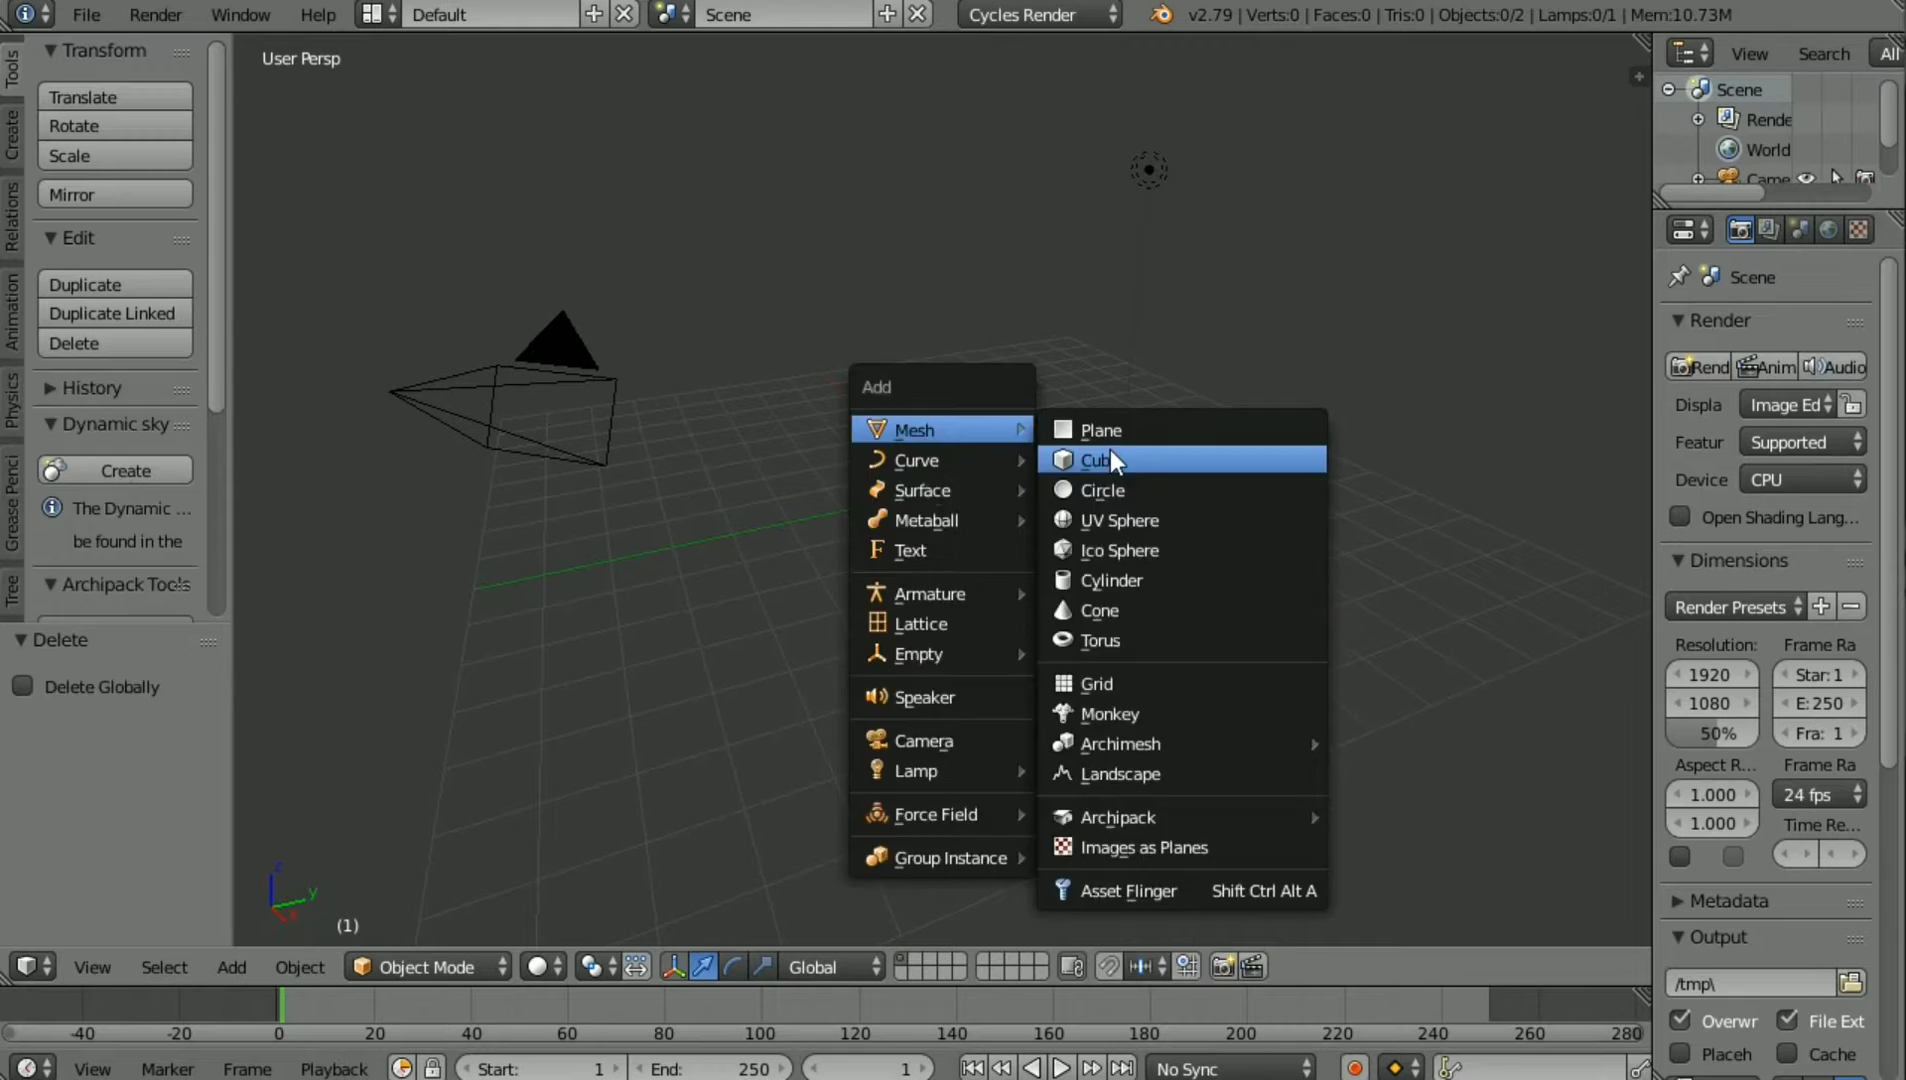 File Render Window Help Default Scene Cycles Render v2.79 | Verts:0 | Faces:0 | Tris:0 | Objects:0/2 | Lamps:0/1 | Mem:10.73M
Tools
Create
Relations
Animation
Physics
Grease Penci
Tree
Transform
Translate
Rotate
Scale
Mirror
Edit
Duplicate
Duplicate Linked
Delete
History
Dynamic sky
Create
The Dynamic ...
be found in the
Archipack Tools
Delete
Delete Globally
User Persp
Add
Mesh
Curve
Surface
Metaball
Text
Armature
Lattice
Empty
Speaker
Camera
Lamp
Force Field
Group Instance
Plane
Cub
Circle
UV Sphere
Ico Sphere
Cylinder
Cone
Torus
Grid
Monkey
Archimesh
Landscape
Archipack
Images as Planes
Asset Flinger Shift Ctrl Alt A
z
y
x
(1)
View Search All
Scene
Rende
World
Came
Scene
Render
Rend Anim Audio
Displa Image Ed
Featur Supported
Device CPU
Open Shading Lang...
Dimensions
Render Presets
Resolution: Frame Ra
1920 Star: 1
1080 E: 250
50% Fra: 1
Aspect R... Frame Ra
1.000 24 fps
1.000 Time Re...
Metadata
Output
/tmp\
Overwr File Ext
Placeh Cache
View Select Add Object Object Mode Global
-40 -20 0 20 40 60 80 100 120 140 160 180 200 220 240 260 280
View Marker Frame Playback Start: 1 End: 250 1 No Sync